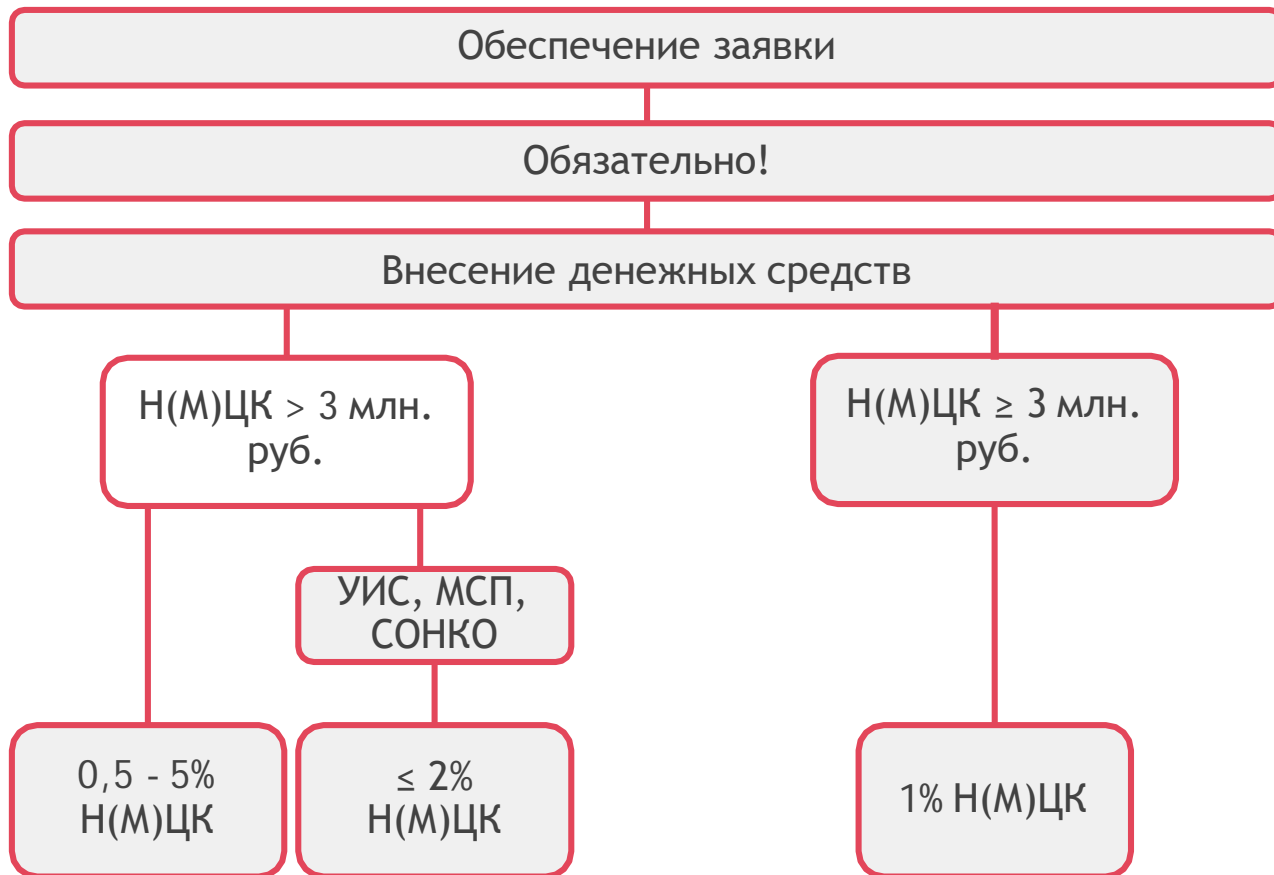 Обеспечение заявки
Обязательно!
Внесение денежных средств
Н(М)ЦК > 3 млн.
руб.
Н(М)ЦК ≥ 3 млн.
руб.
УИС, МСП,
СОНКО
0,5 - 5%
Н(М)ЦК
≤ 2%
Н(М)ЦК
1% Н(М)ЦК